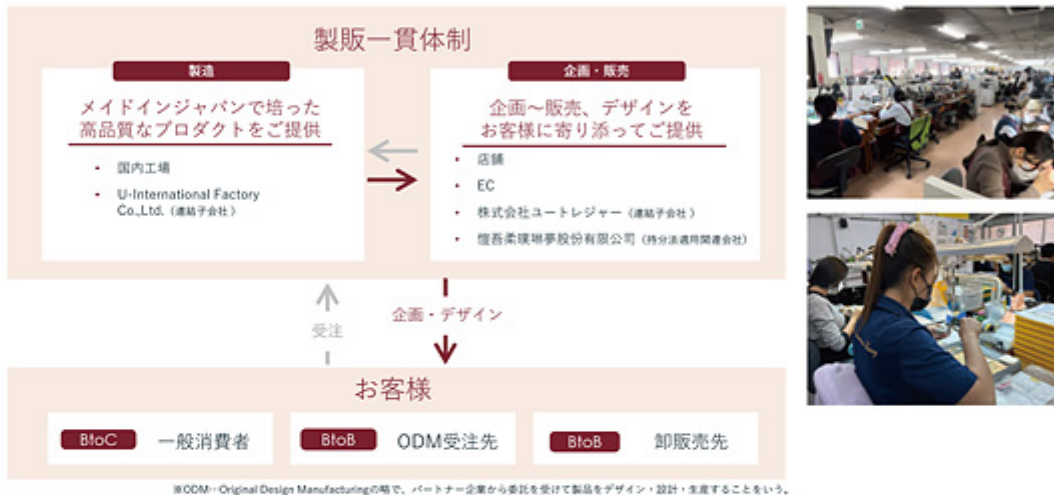 製販一貫体制
製造
メイドインジャパンで培った
高品質なプロダクトをご提供
• 国内工場
• U-International Factory
Co.,Ltd.（連結子会社）
企画・販売
企画～販売、デザインを
お客様に寄り添ってご提供
• 店舗
• EC
• 株式会社ユートレジャー（連結子会社）
• 愷吾柔璞琳夢股份有限公司（持分法適用関連会社）
受注
企画・デザイン
お客様
BtoC 一般消費者
BtoB ODM受注先
BtoB 卸販売先
※ODM…Original Design Manufacturingの略で、パートナー企業から委託を受けて製品をデザイン・設計・生産することをいう。